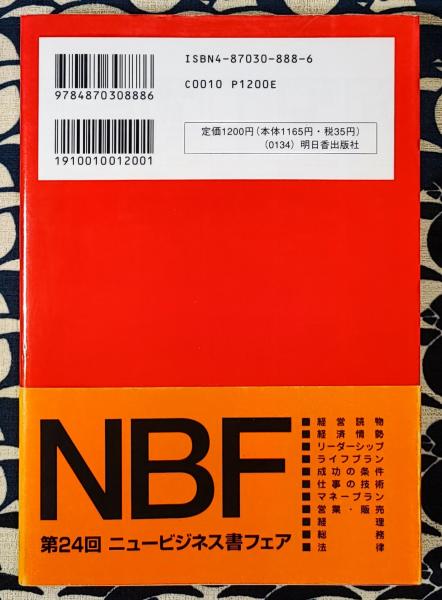 ISBN4-87030-888-6
C0010 P1200E
9784870308886
1910010012001
定価1200円(本体1165円・税35円)
(0134) 明日香出版社
NBF
第24回 ニュービジネス書フェア
■経営読物
■経済情勢
■リーダーシップ
■ライフプラン
■成功の条件
■仕事の技術
■マネープラン
■営業・販売
■経理
■総務
■法律